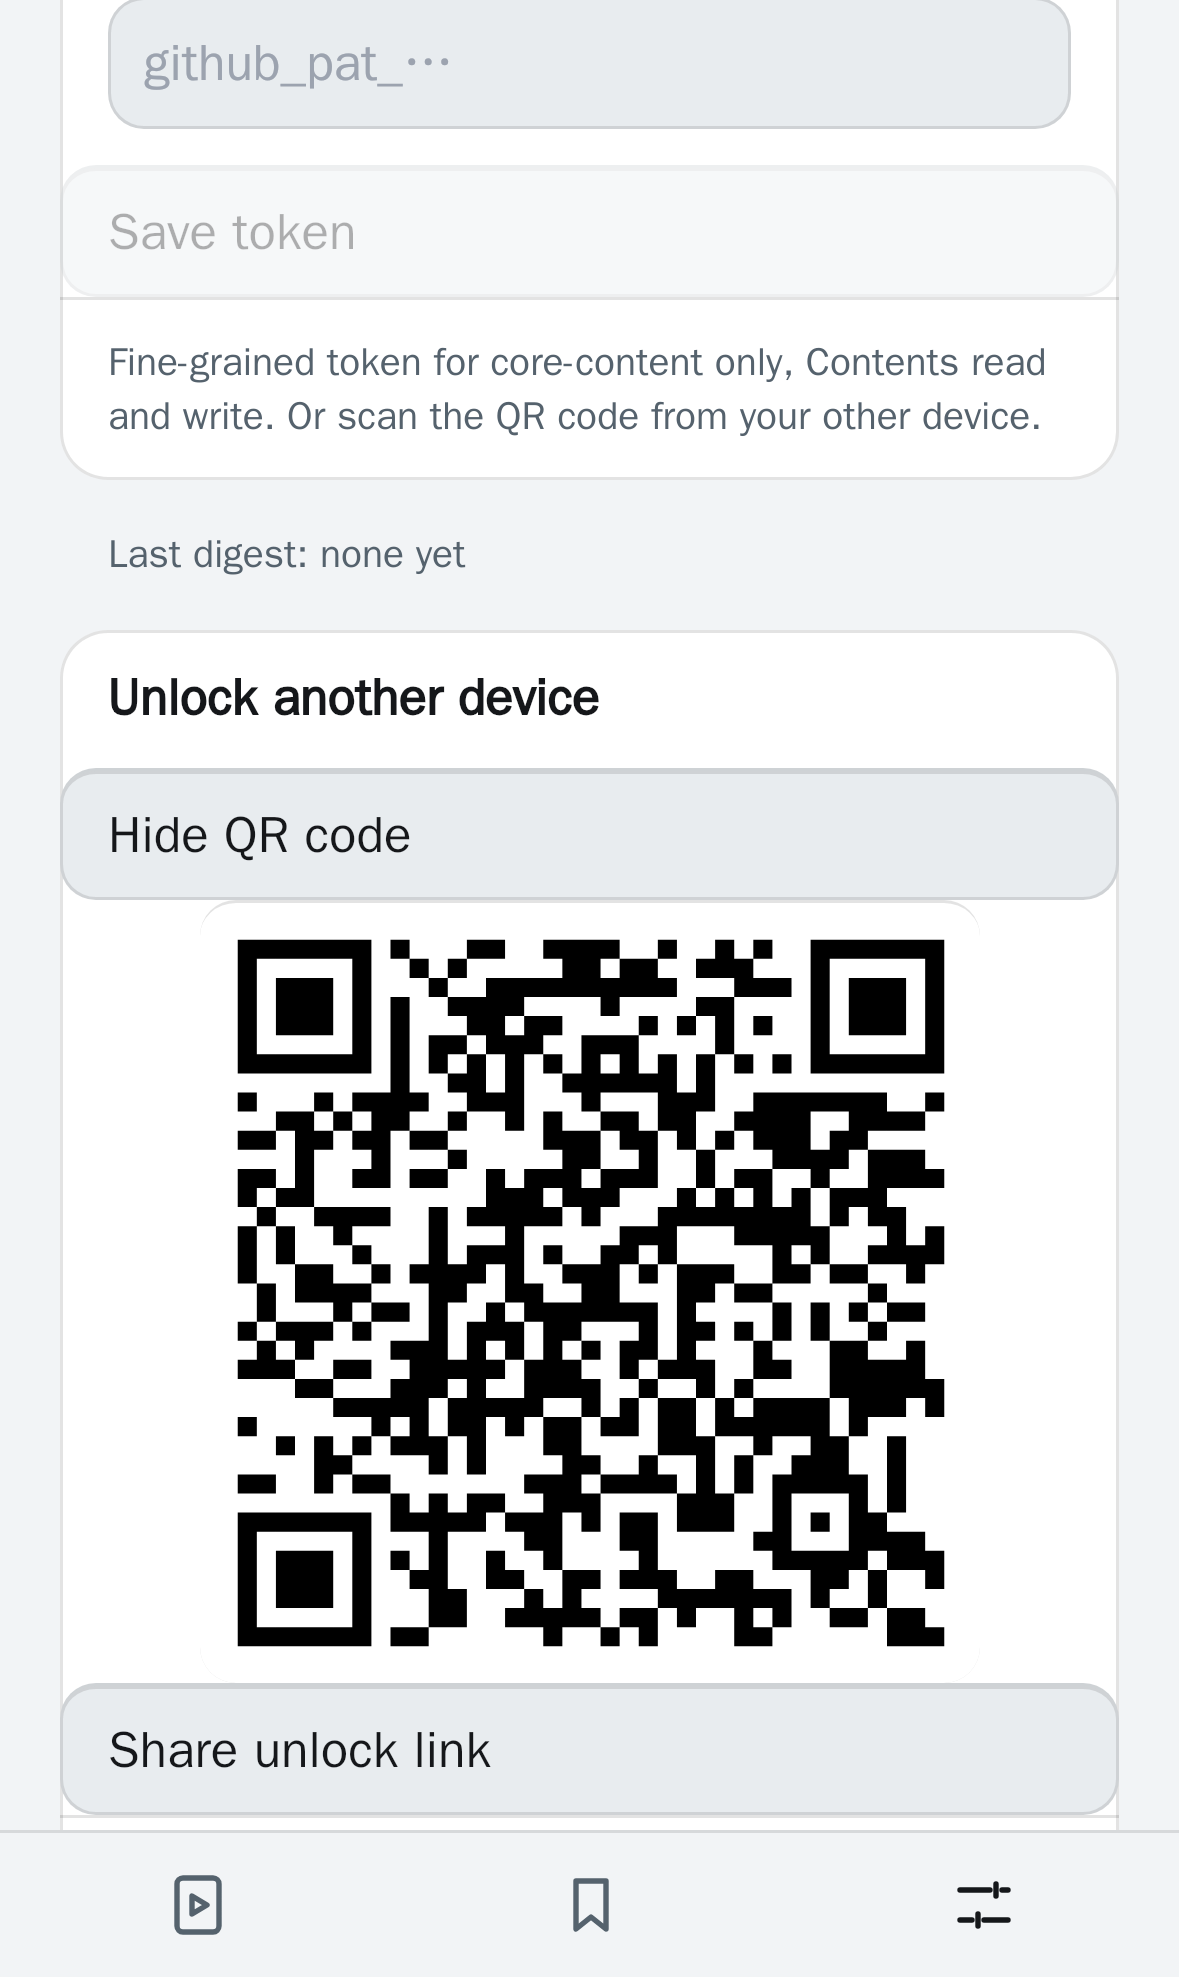 github_pat_···
Save token
Fine-grained token for core-content only, Contents read
and write. Or scan the QR code from your other device.
Last digest: none yet
Unlock another device
Hide QR code
Share unlock link